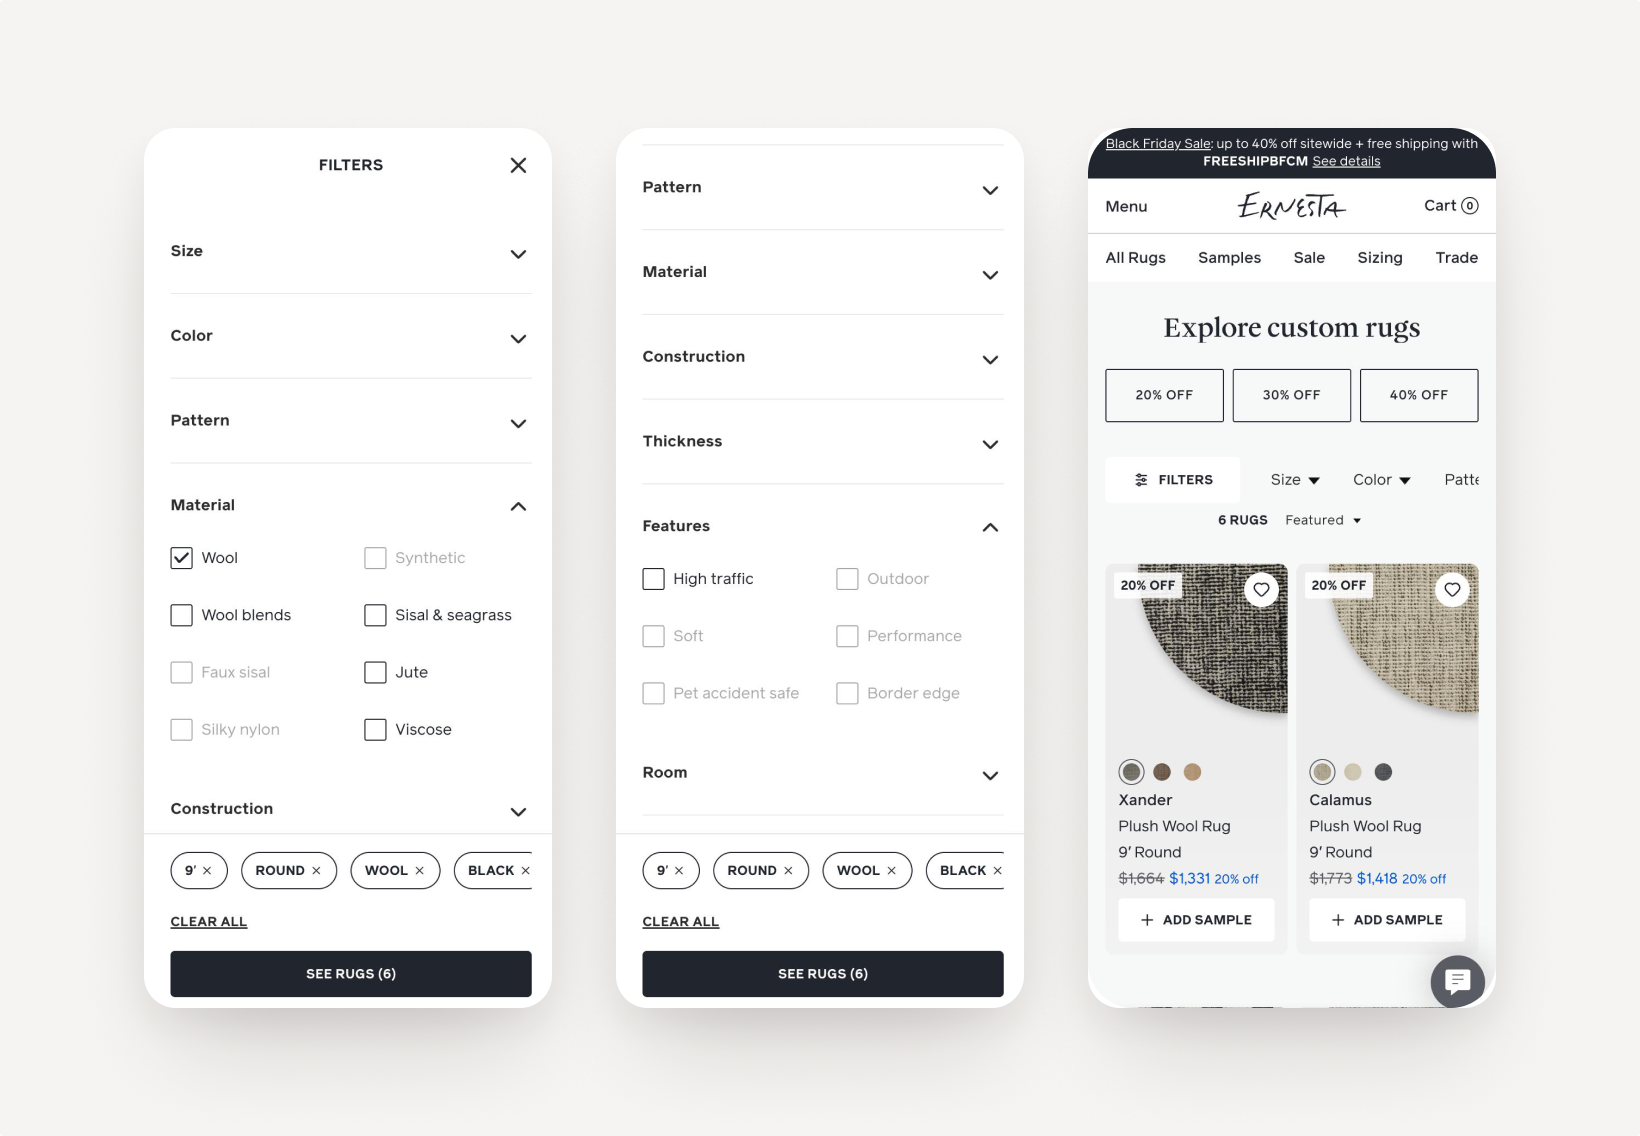 FILTERS
Size
Color
Pattern
Material
Wool
Synthetic
Wool blends
Sisal & seagrass
Faux sisal
Jute
Silky nylon
Viscose
Construction
9′ ×
ROUND ×
WOOL ×
BLACK ×
CLEAR ALL
SEE RUGS (6)
Pattern
Material
Construction
Thickness
Features
High traffic
Outdoor
Soft
Performance
Pet accident safe
Border edge
Room
9′ ×
ROUND ×
WOOL ×
BLACK ×
CLEAR ALL
SEE RUGS (6)
Black Friday Sale: up to 40% off sitewide + free shipping with
FREESHIPBFCM See details
Menu
ERNESTA
Cart 0
All Rugs Samples Sale Sizing Trade
Explore custom rugs
20% OFF
30% OFF
40% OFF
FILTERS Size Color Patte
6 RUGS Featured
20% OFF
Xander
Plush Wool Rug
9′ Round
$1,664 $1,331 20% off
+ ADD SAMPLE
20% OFF
Calamus
Plush Wool Rug
9′ Round
$1,773 $1,418 20% off
+ ADD SAMPLE